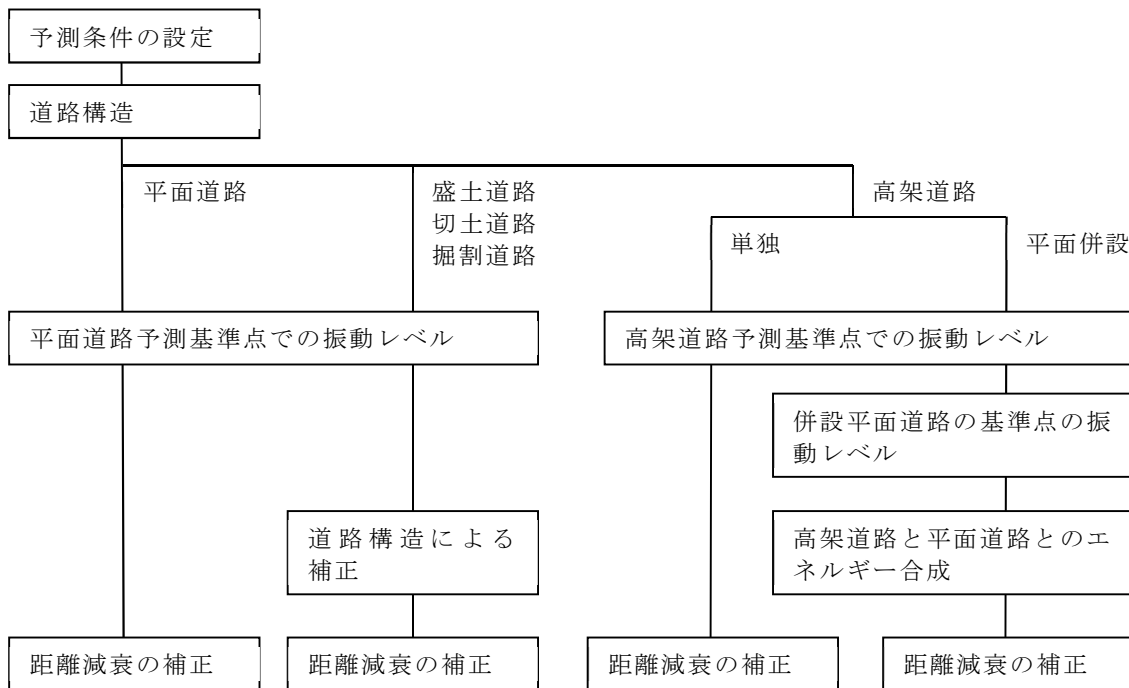 予測条件の設定
道路構造
平面道路
盛土道路
切土道路
掘割道路
高架道路
単独
平面併設
平面道路予測基準点での振動レベル
高架道路予測基準点での振動レベル
併設平面道路の基準点の振
動レベル
道路構造による
補正
高架道路と平面道路とのエ
ネルギー合成
距離減衰の補正
距離減衰の補正
距離減衰の補正
距離減衰の補正